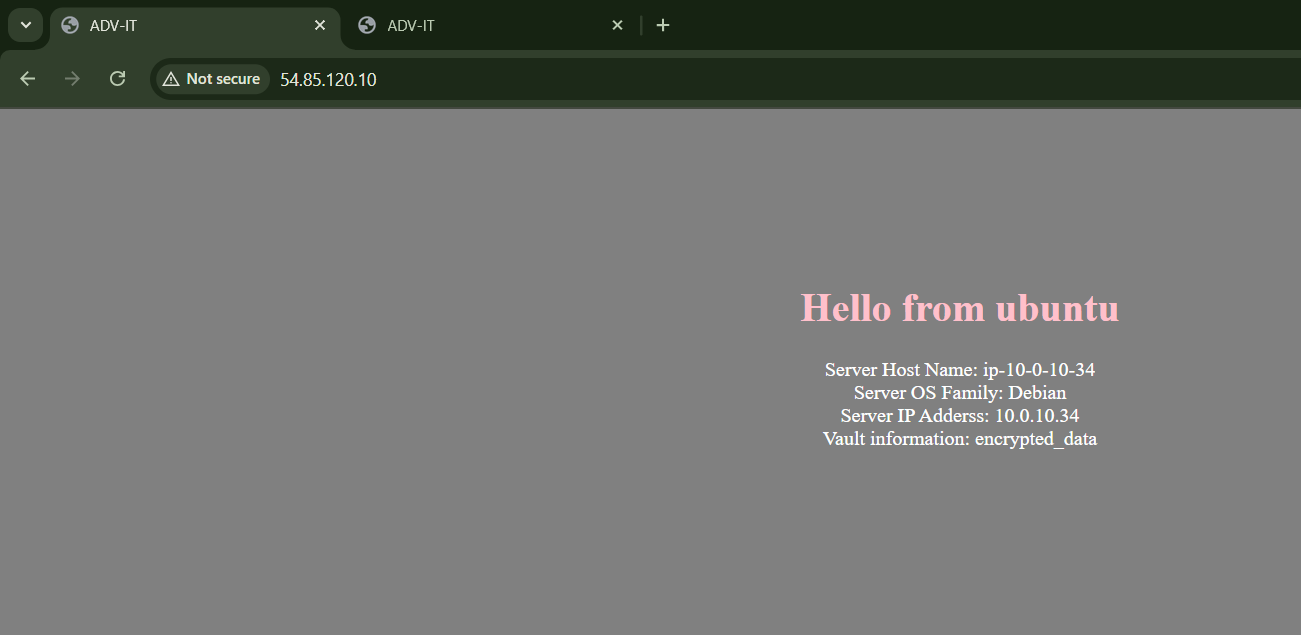 ADV-IT
ADV-IT
Not secure
54.85.120.10
Hello from ubuntu
Server Host Name: ip-10-0-10-34
Server OS Family: Debian
Server IP Adderss: 10.0.10.34
Vault information: encrypted_data